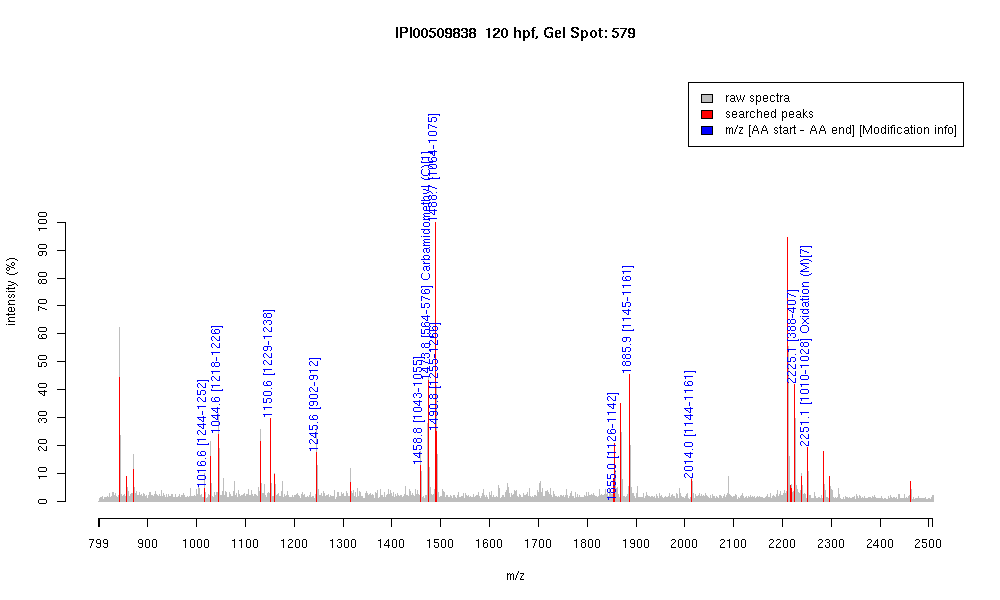 IPI00509838 120 hpf, Gel Spot: 579
raw spectra
searched peaks
m/z [AA start - AA end] [Modification info]
intensity (%)
100
90
80
70
60
50
40
30
20
10
0
1016.6 [1244-1252]
1044.6 [1218-1226]
1150.6 [1229-1238]
1245.6 [902-912]
1458.8 [1043-1055]
1473.8 [564-576] Carbamidomethyl (C)[1]
1488.7 [1064-1075]
1490.8 [1255-1268]
1855.0 [1126-1142]
1885.9 [1145-1161]
2014.0 [1144-1161]
2225.1 [388-407]
2251.1 [1010-1028] Oxidation (M)[7]
799 900 1000 1100 1200 1300 1400 1500 1600 1700 1800 1900 2000 2100 2200 2300 2400 2500
m/z